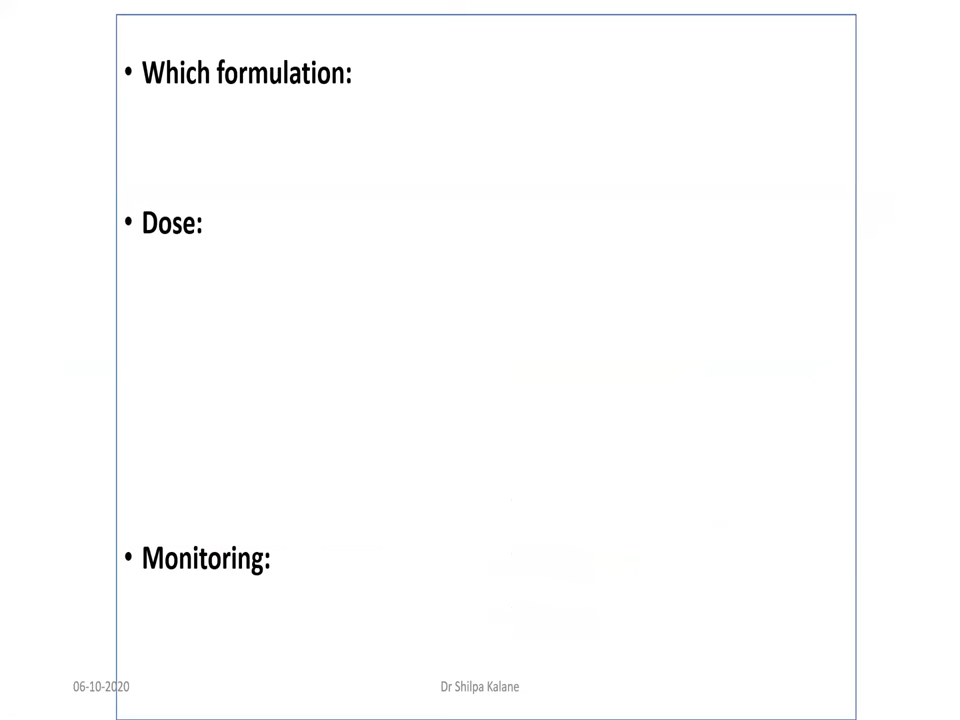 • Which formulation:
• Dose:
• Monitoring:
06-10-2020
Dr Shilpa Kalane